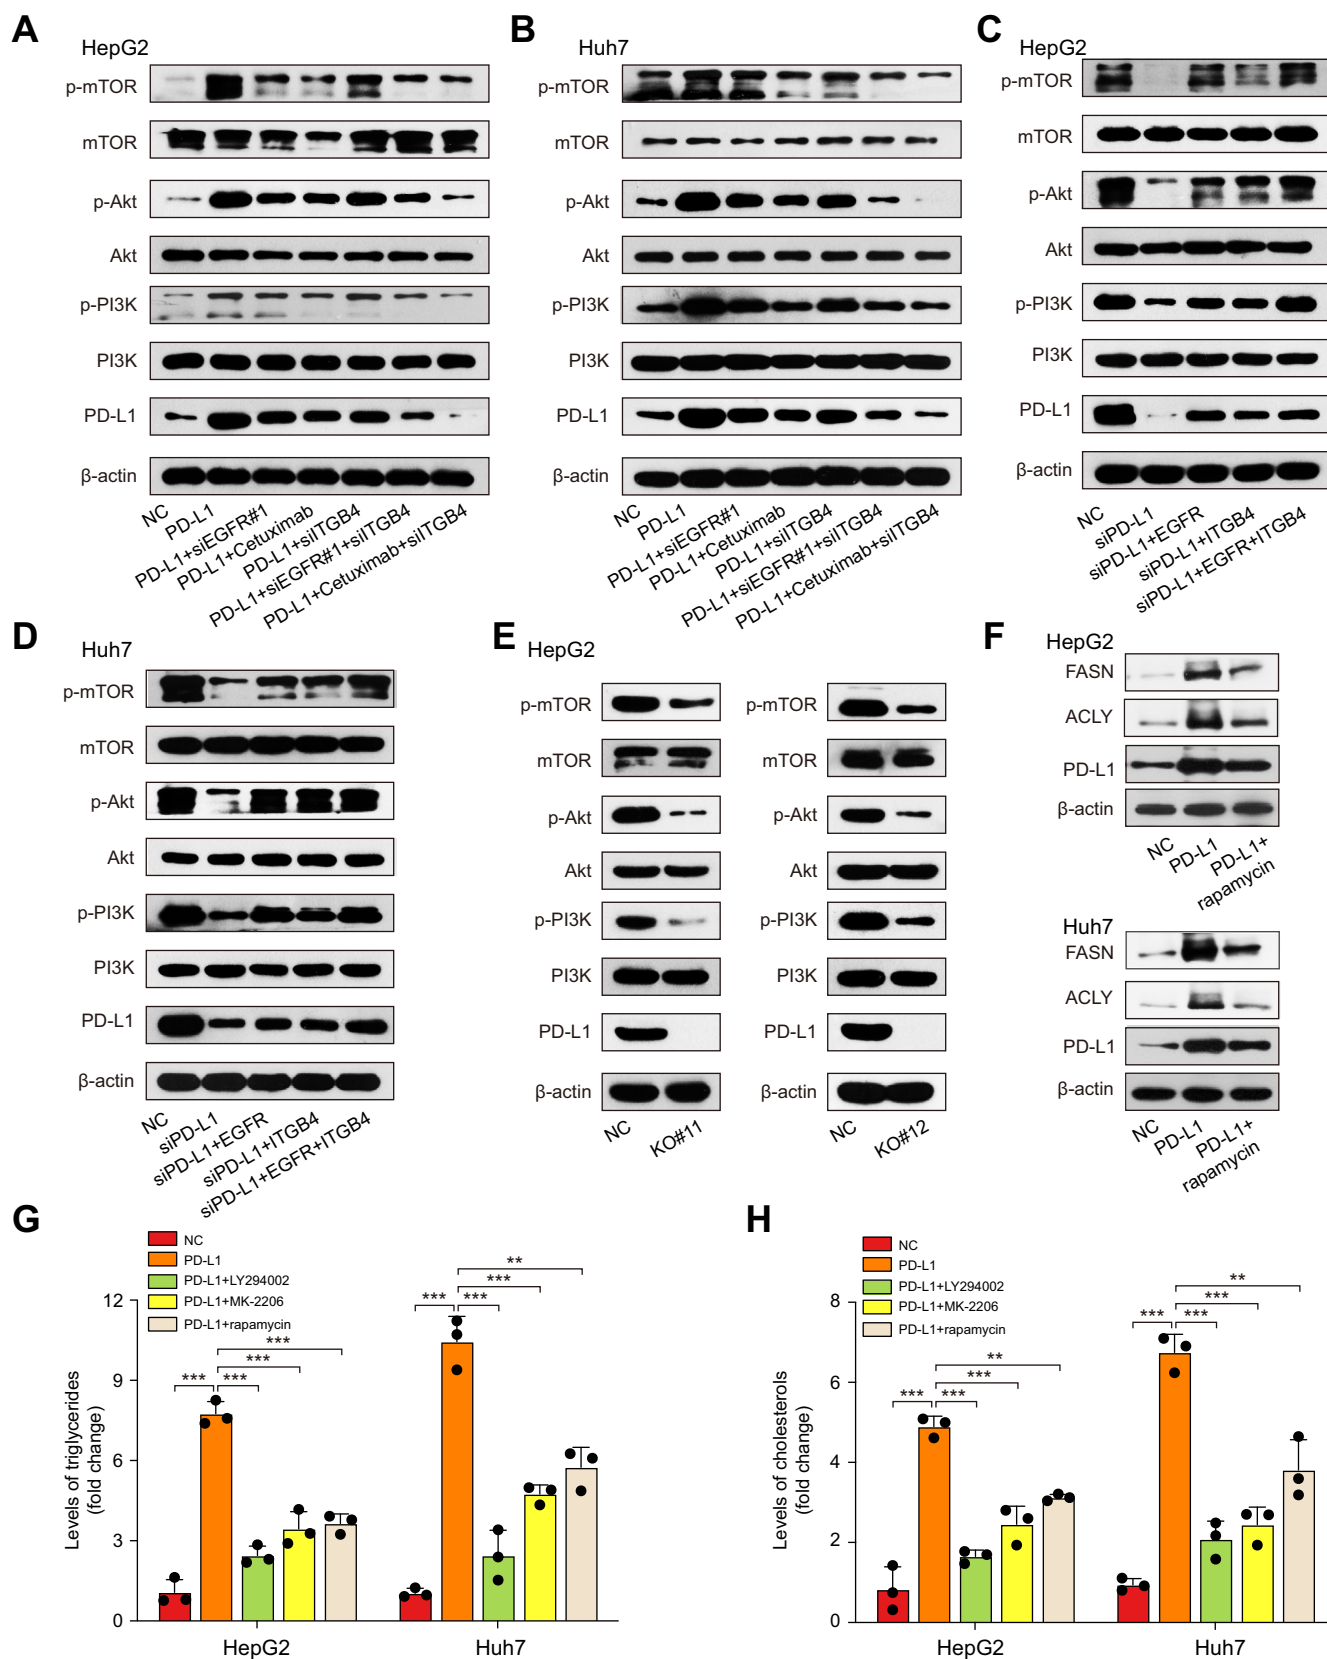 A
HepG2
p-mTOR
mTOR
p-Akt
Akt
p-PI3K
PI3K
PD-L1
β-actin
NC
PD-L1
PD-L1+siEGFR#1
PD-L1+Cetuximab
PD-L1+siITGB4
PD-L1+siEGFR#1+siITGB4
PD-L1+Cetuximab+siITGB4
B
Huh7
p-mTOR
mTOR
p-Akt
Akt
p-PI3K
PI3K
PD-L1
β-actin
NC
PD-L1
PD-L1+siEGFR#1
PD-L1+Cetuximab
PD-L1+siITGB4
PD-L1+siEGFR#1+siITGB4
PD-L1+Cetuximab+siITGB4
C
HepG2
p-mTOR
mTOR
p-Akt
Akt
p-PI3K
PI3K
PD-L1
β-actin
NC
siPD-L1
siPD-L1+EGFR
siPD-L1+ITGB4
siPD-L1+EGFR+ITGB4
D
Huh7
p-mTOR
mTOR
p-Akt
Akt
p-PI3K
PI3K
PD-L1
β-actin
NC
siPD-L1
siPD-L1+EGFR
siPD-L1+ITGB4
siPD-L1+EGFR+ITGB4
E
HepG2
p-mTOR
mTOR
p-Akt
Akt
p-PI3K
PI3K
PD-L1
β-actin
NC
KO#11
p-mTOR
mTOR
p-Akt
Akt
p-PI3K
PI3K
PD-L1
β-actin
NC
KO#12
F
HepG2
FASN
ACLY
PD-L1
β-actin
NC
PD-L1
PD-L1+
rapamycin
Huh7
FASN
ACLY
PD-L1
β-actin
NC
PD-L1
PD-L1+
rapamycin
G
NC
PD-L1
PD-L1+LY294002
PD-L1+MK-2206
PD-L1+rapamycin
Levels of triglycerides
(fold change)
12
9
6
3
0
***
***
***
***
**
***
***
***
HepG2
Huh7
H
NC
PD-L1
PD-L1+LY294002
PD-L1+MK-2206
PD-L1+rapamycin
Levels of cholesterols
(fold change)
8
6
4
2
0
**
***
***
***
**
***
***
***
HepG2
Huh7